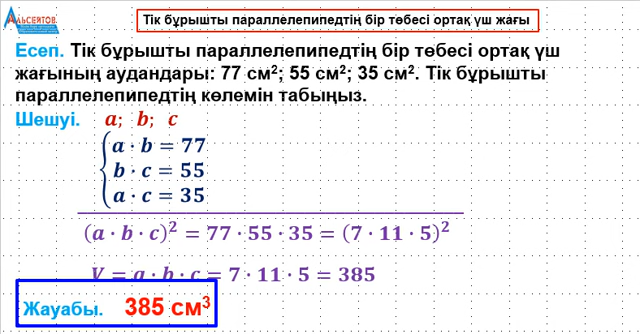 АЛЬСЕЙТОВ
Тік бұрышты параллелепипедтің бір төбесі ортақ үш жағы
Есеп. Тік бұрышты параллелепипедтің бір төбесі ортақ үш
жағының аудандары: 77 см²; 55 см²; 35 см². Тік бұрышты
параллелепипедтің көлемін табыңыз.
Шешуі. a; b; c
a · b = 77
b · c = 55
a · c = 35
(a · b · c)² = 77 · 55 · 35 = (7 · 11 · 5)²
V = a · b · c = 7 · 11 · 5 = 385
Жауабы. 385 см³